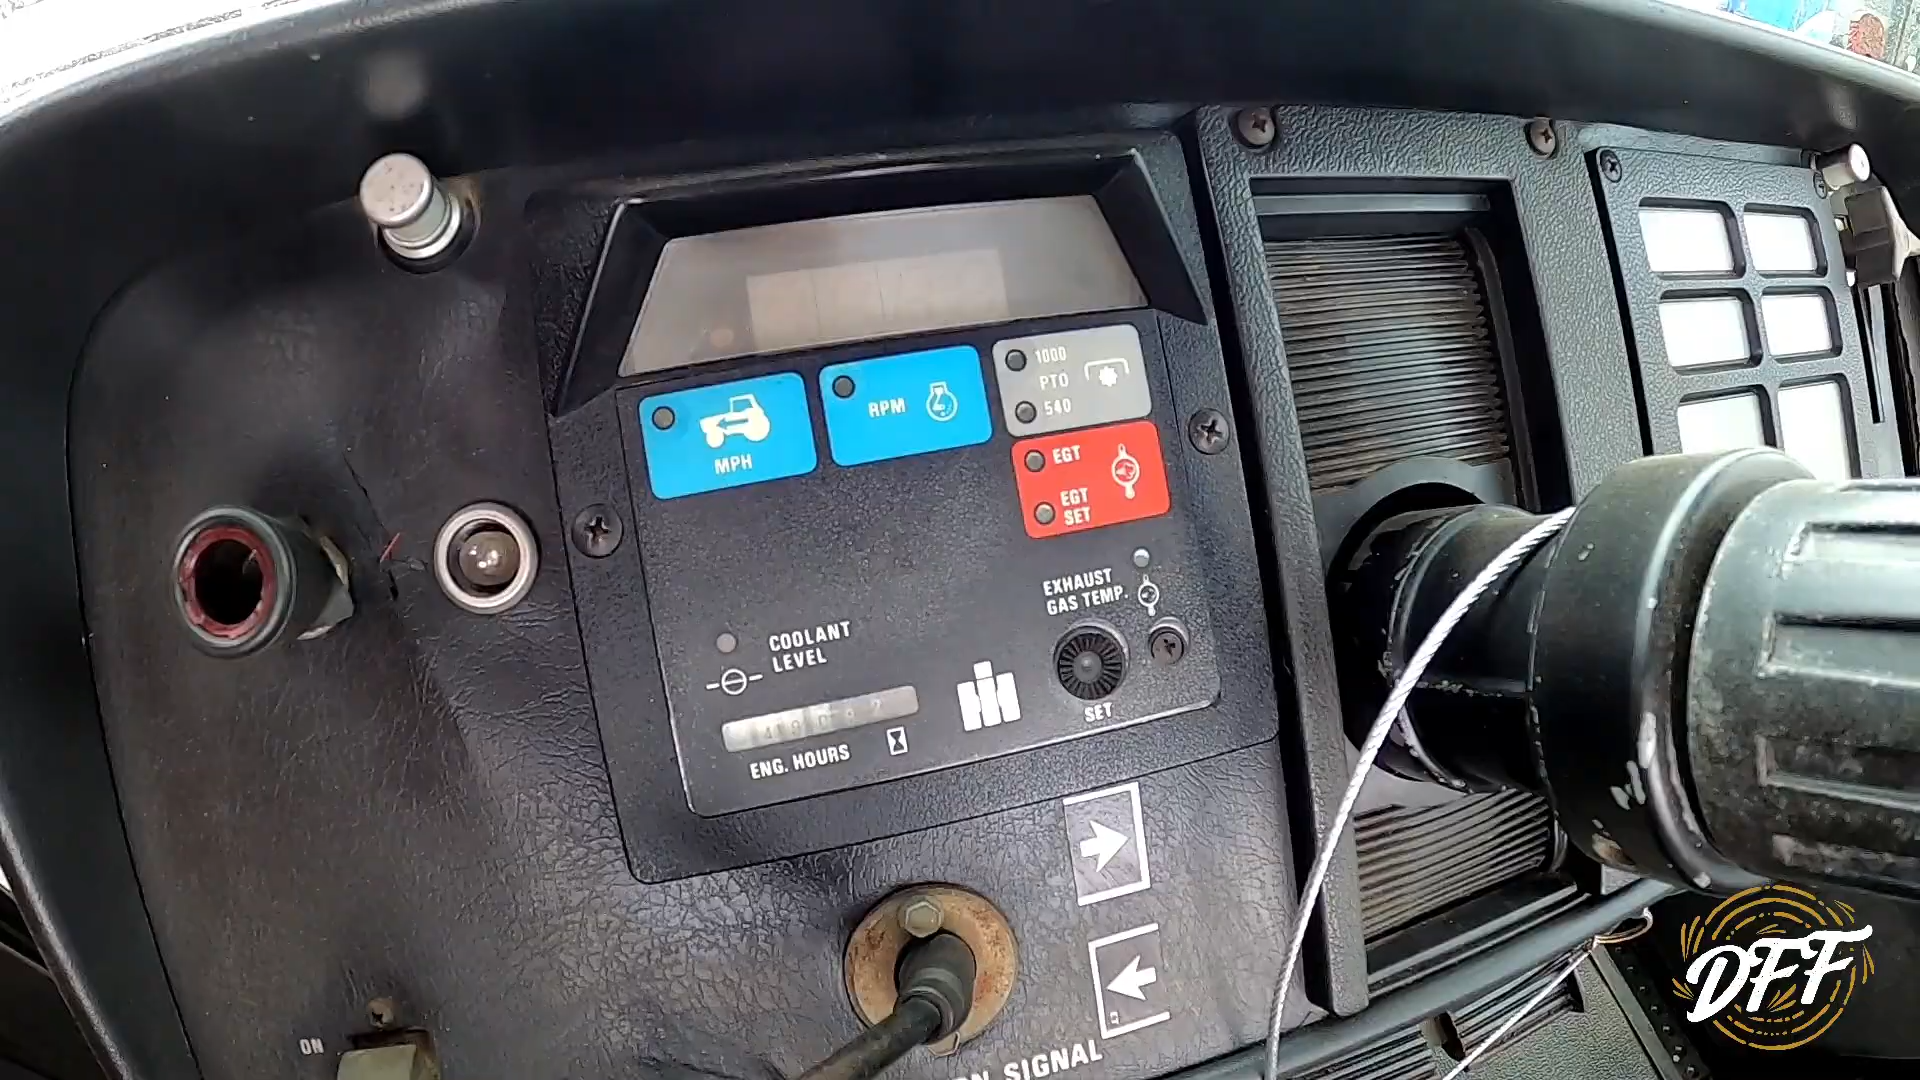 MPH
RPM
1000
PTO
540
EGT
EGT
SET
EXHAUST
GAS TEMP.
SET
COOLANT
LEVEL
ENG. HOURS
ON
SIGNAL
DFF